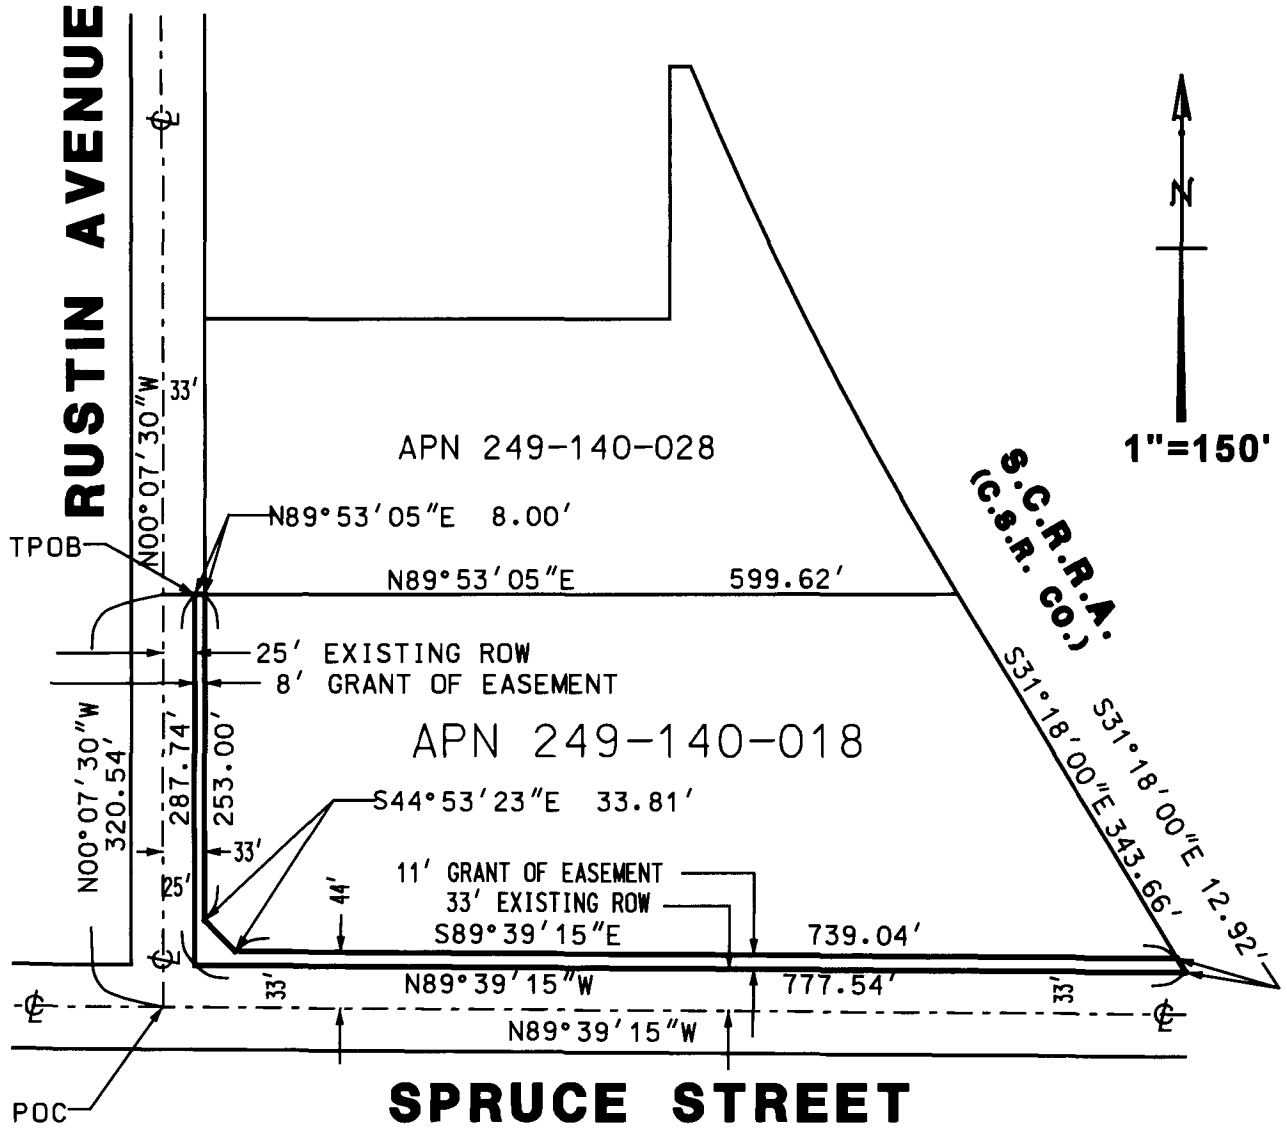 RUSTIN AVENUE
℄
N
1"=150'
33'
N00°07'30"W
APN 249-140-028
S.C.R.R.A.
(C.S.R. CO.)
N89°53'05"E 8.00'
TPOB
N89°53'05"E 599.62'
25' EXISTING ROW
8' GRANT OF EASEMENT
S31°18'00"E 343.66'
S31°18'00"E 12.92'
N00°07'30"W
320.54'
287.74'
253.00'
APN 249-140-018
S44°53'23"E 33.81'
33'
25'
44'
11' GRANT OF EASEMENT
33' EXISTING ROW
S89°39'15"E 739.04'
℄
33'
N89°39'15"W 777.54'
33'
℄
℄
N89°39'15"W
POC
SPRUCE STREET